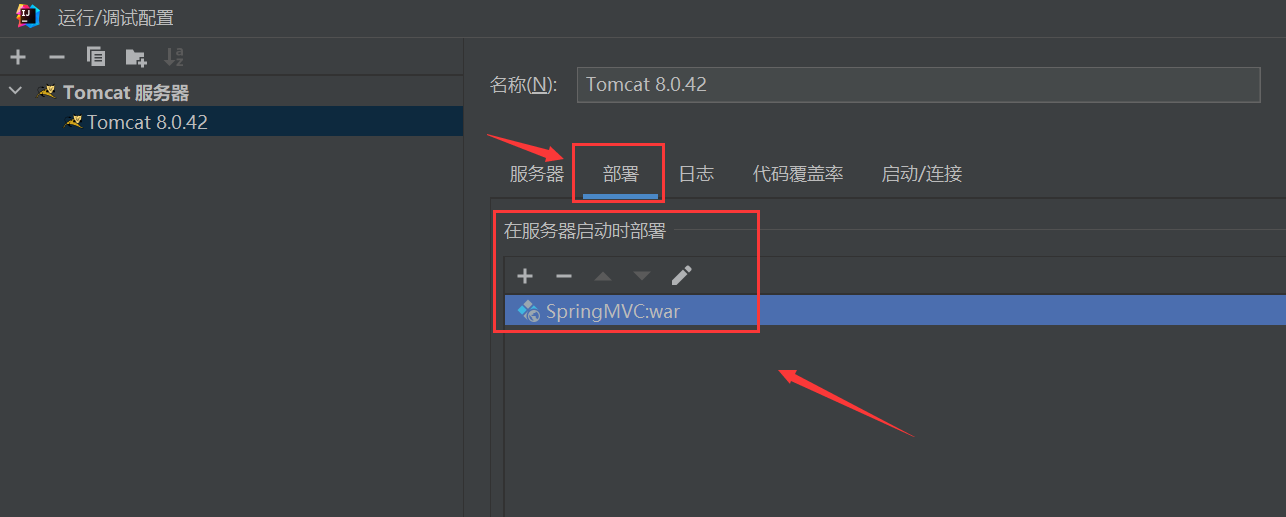 运行/调试配置
Tomcat 服务器
Tomcat 8.0.42
名称(N):
Tomcat 8.0.42
服务器 部署 日志 代码覆盖率 启动/连接
在服务器启动时部署
SpringMVC:war